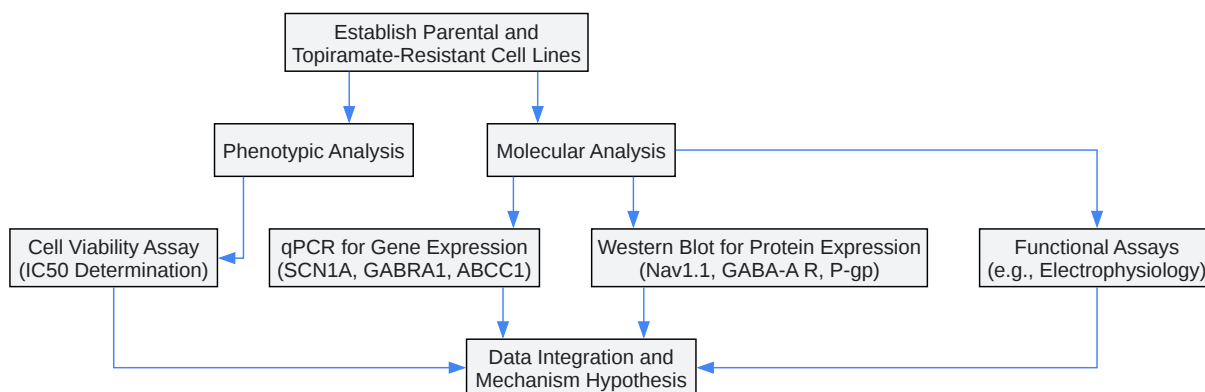 Establish Parental and
Topiramate-Resistant Cell Lines
Phenotypic Analysis
Molecular Analysis
Cell Viability Assay
(IC50 Determination)
qPCR for Gene Expression
(SCN1A, GABRA1, ABCC1)
Western Blot for Protein Expression
(Nav1.1, GABA-A R, P-gp)
Functional Assays
(e.g., Electrophysiology)
Data Integration and
Mechanism Hypothesis